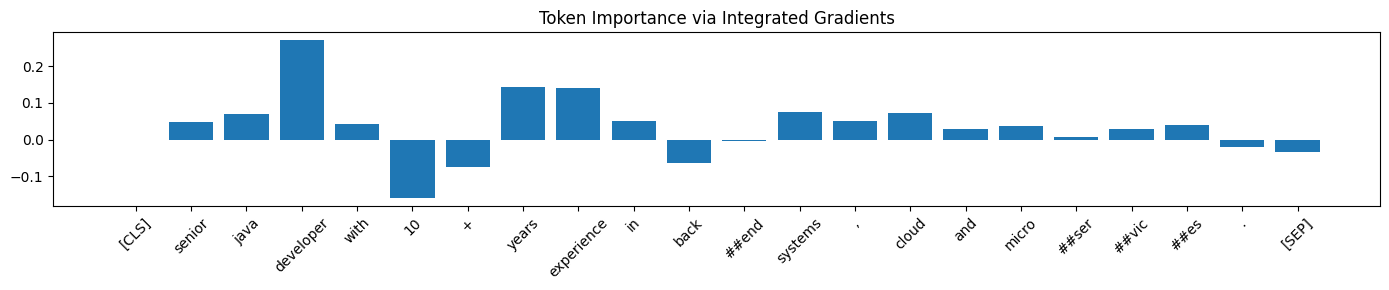 Token Importance via Integrated Gradients
0.2
0.1
0.0
−0.1
[CLS]
senior
java
developer
with
10
+
years
experience
in
back
##end
systems
,
cloud
and
micro
##ser
##vic
##es
.
[SEP]